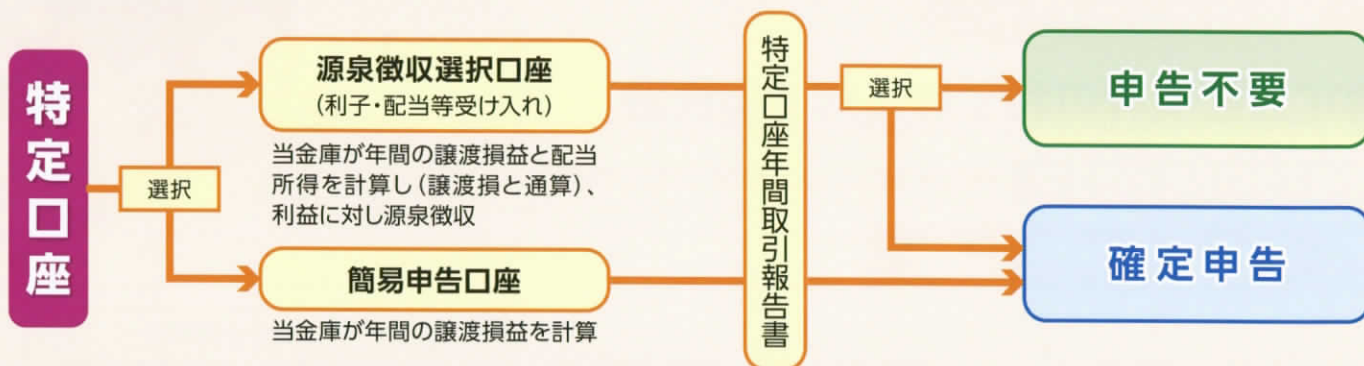 特定口座
選択
源泉徴収選択口座
（利子・配当等受け入れ）
当金庫が年間の譲渡損益と配当
所得を計算し（譲渡損と通算）、
利益に対し源泉徴収
簡易申告口座
当金庫が年間の譲渡損益を計算
特定口座年間取引報告書
選択
申告不要
確定申告